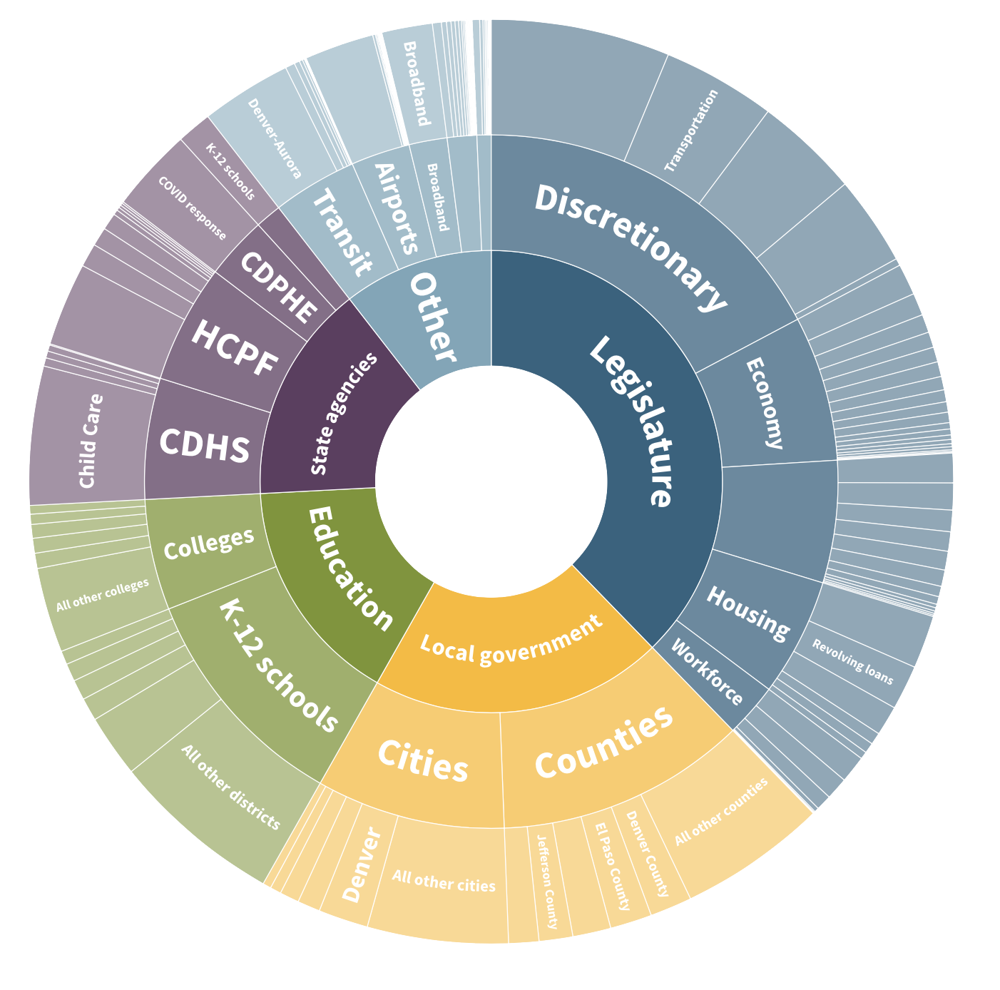 Legislature
Discretionary
Transportation
Economy
Housing
Revolving loans
Workforce
Local government
Counties
All other counties
Denver County
El Paso County
Jefferson County
Cities
All other cities
Denver
Education
K-12 schools
All other districts
Colleges
All other colleges
State agencies
CDHS
Child Care
HCPF
CDPHE
COVID response
K-12 schools
Other
Transit
Denver-Aurora
Airports
Broadband
Broadband